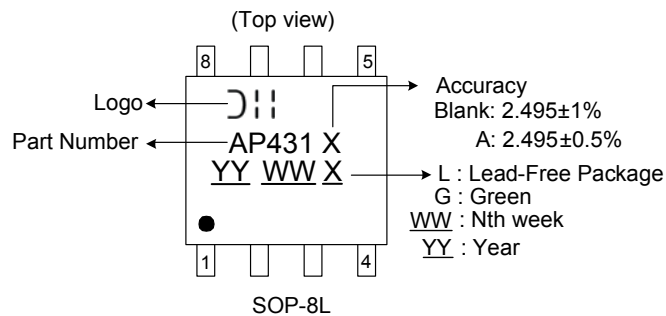 (Top view)
8 5
Logo
Part Number
AP431 X
YY WW X
Accuracy
Blank: 2.495±1%
A: 2.495±0.5%
L : Lead-Free Package
G : Green
WW : Nth week
YY : Year
1 4
SOP-8L